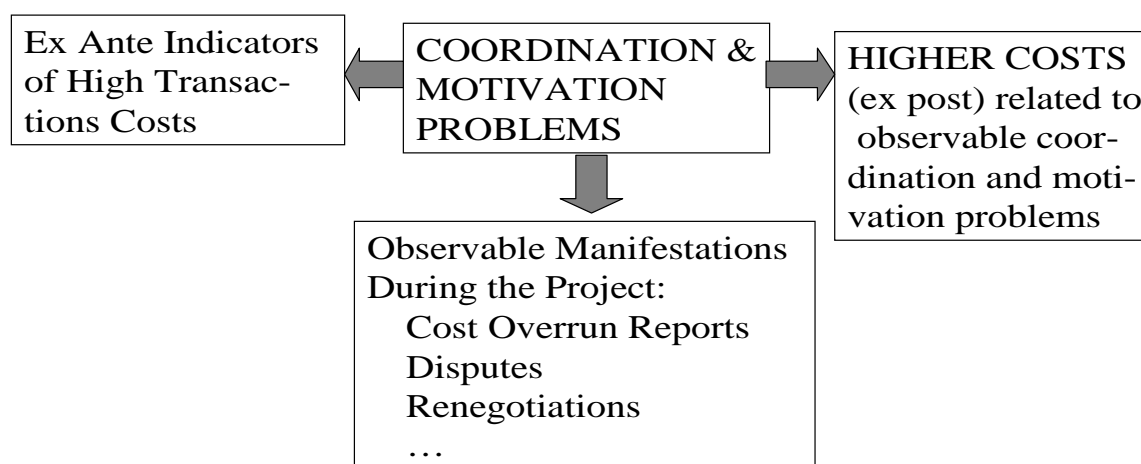 Ex Ante Indicators
of High Transac-
tions Costs
COORDINATION &
MOTIVATION
PROBLEMS
HIGHER COSTS
(ex post) related to
observable coor-
dination and moti-
vation problems
Observable Manifestations
During the Project:
Cost Overrun Reports
Disputes
Renegotiations
…